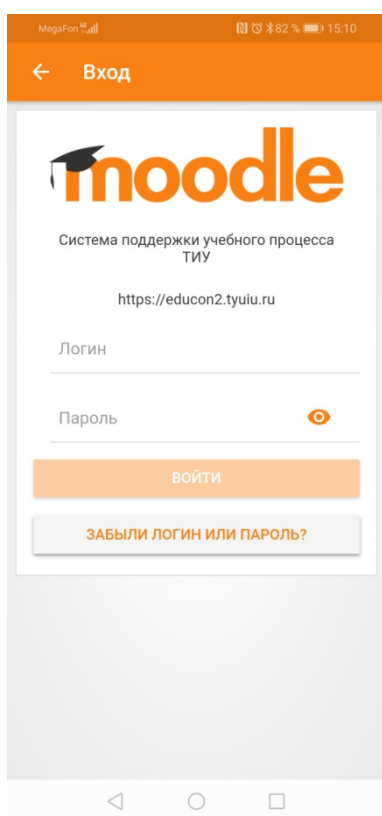 MegaFon 4G 82 % 15:10
Вход
moodle
Система поддержки учебного процесса
ТИУ
https://educon2.tyuiu.ru
Логин
Пароль
ВОЙТИ
ЗАБЫЛИ ЛОГИН ИЛИ ПАРОЛЬ?